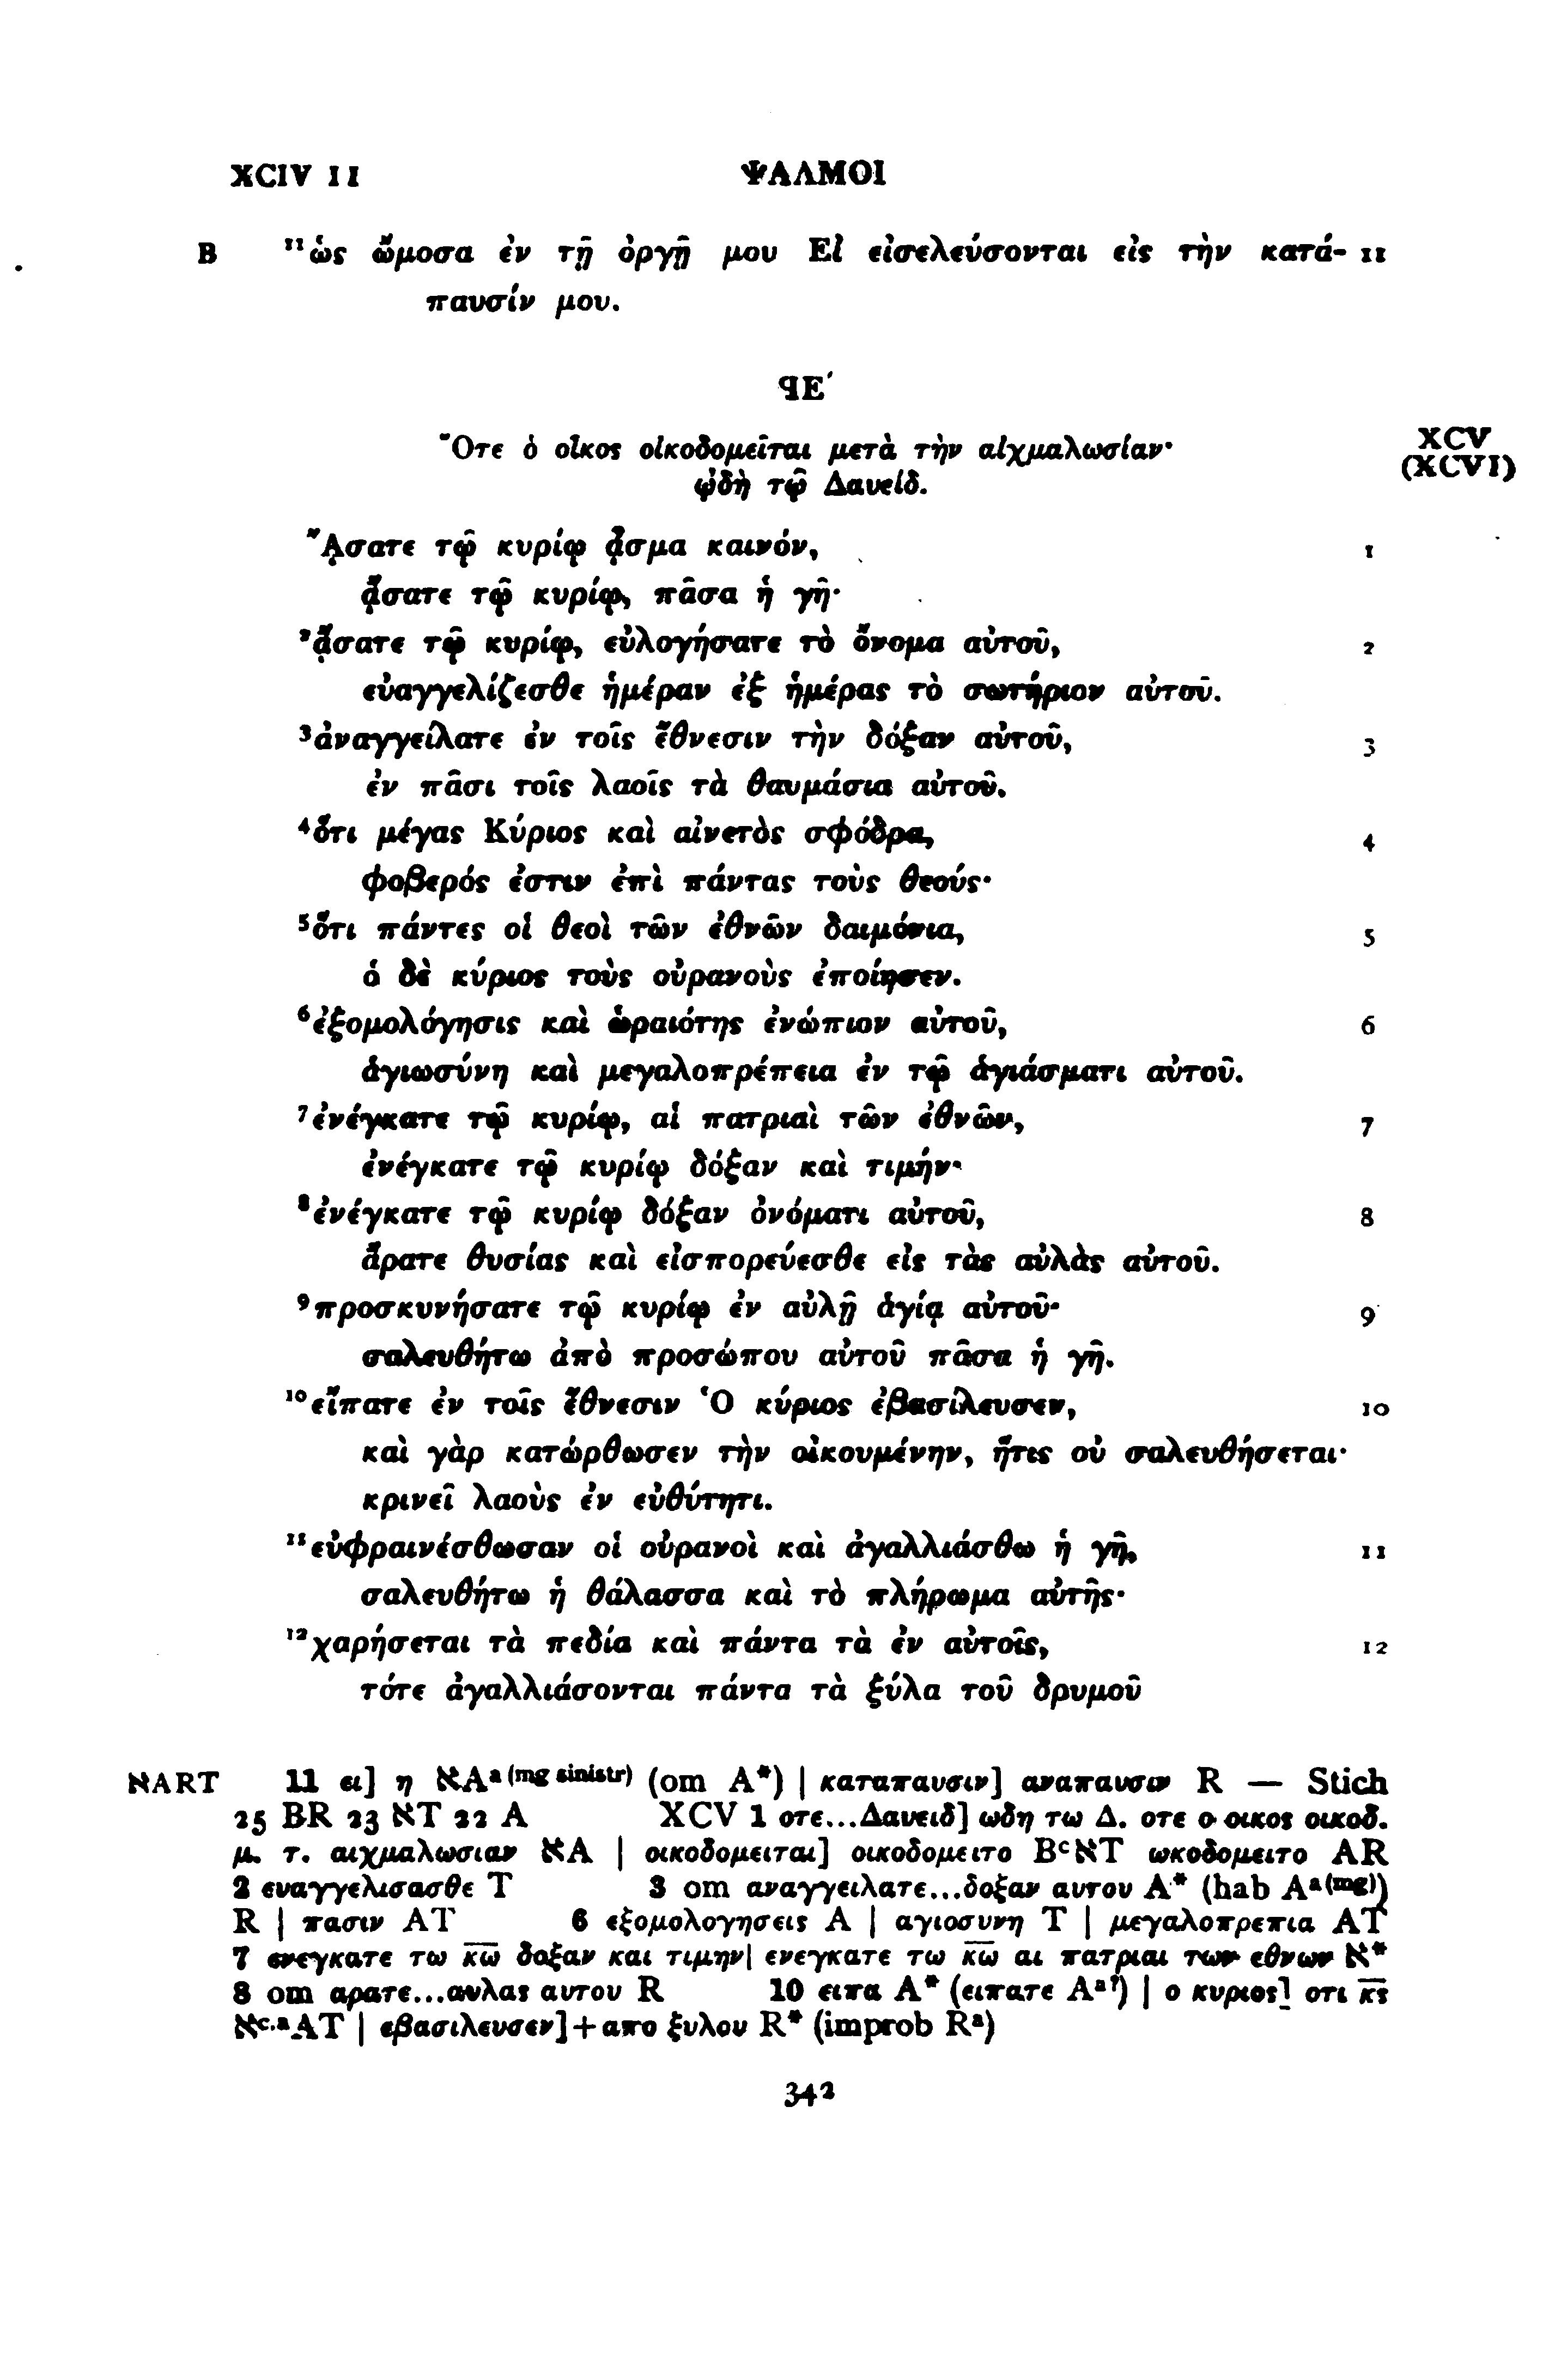 XCIV 11 ΨΑΛΜΟΙ
B ¹¹ὡς ὤμοσα ἐν τῇ ὀργῇ μου Εἰ εἰσελεύσονται εἰς τὴν κατά- 11
παυσίν μου.
ϞΕ′
Ὅτε ὁ οἶκος οἰκοδομεῖται μετὰ τὴν αἰχμαλωσίαν· XCV
ᾠδὴ τῷ Δαυείδ. (XCVI)
ᾌσατε τῷ κυρίῳ ᾆσμα καινόν, 1
ᾄσατε τῷ κυρίῳ, πᾶσα ἡ γῆ·
²ᾄσατε τῷ κυρίῳ, εὐλογήσατε τὸ ὄνομα αὐτοῦ, 2
εὐαγγελίζεσθε ἡμέραν ἐξ ἡμέρας τὸ σωτήριον αὐτοῦ.
³ἀναγγείλατε ἐν τοῖς ἔθνεσιν τὴν δόξαν αὐτοῦ, 3
ἐν πᾶσι τοῖς λαοῖς τὰ θαυμάσια αὐτοῦ.
⁴ὅτι μέγας Κύριος καὶ αἰνετὸς σφόδρα, 4
φοβερός ἐστιν ἐπὶ πάντας τοὺς θεούς·
⁵ὅτι πάντες οἱ θεοὶ τῶν ἐθνῶν δαιμόνια, 5
ὁ δὲ κύριος τοὺς οὐρανοὺς ἐποίησεν.
⁶ἐξομολόγησις καὶ ὡραιότης ἐνώπιον αὐτοῦ, 6
ἁγιωσύνη καὶ μεγαλοπρέπεια ἐν τῷ ἁγιάσματι αὐτοῦ.
⁷ἐνέγκατε τῷ κυρίῳ, αἱ πατριαὶ τῶν ἐθνῶν, 7
ἐνέγκατε τῷ κυρίῳ δόξαν καὶ τιμήν·
⁸ἐνέγκατε τῷ κυρίῳ δόξαν ὀνόματι αὐτοῦ, 8
ἄρατε θυσίας καὶ εἰσπορεύεσθε εἰς τὰς αὐλὰς αὐτοῦ.
⁹προσκυνήσατε τῷ κυρίῳ ἐν αὐλῇ ἁγίᾳ αὐτοῦ· 9
σαλευθήτω ἀπὸ προσώπου αὐτοῦ πᾶσα ἡ γῆ.
¹⁰εἴπατε ἐν τοῖς ἔθνεσιν Ὁ κύριος ἐβασίλευσεν, 10
καὶ γὰρ κατώρθωσεν τὴν οἰκουμένην, ἥτις οὐ σαλευθήσεται·
κρινεῖ λαοὺς ἐν εὐθύτητι.
¹¹εὐφραινέσθωσαν οἱ οὐρανοὶ καὶ ἀγαλλιάσθω ἡ γῆ, 11
σαλευθήτω ἡ θάλασσα καὶ τὸ πλήρωμα αὐτῆς·
¹²χαρήσεται τὰ πεδία καὶ πάντα τὰ ἐν αὐτοῖς, 12
τότε ἀγαλλιάσονται πάντα τὰ ξύλα τοῦ δρυμοῦ
ℵART 11 ει] η ℵAᵃ⁽ᵐᵍ ˢⁱⁿⁱˢᵗʳ⁾ (om A*) | καταπαυσιν] αναπαυσιν R — Stich
25 BR 23 ℵT 22 A XCV 1 οτε...Δαυειδ] ωδη τω Δ. οτε ο οικος οικοδ.
μ. τ. αιχμαλωσιαν ℵA | οικοδομειται] οικοδομειτο BᶜℵT ωκοδομειτο AR
2 ευαγγελισασθε T 3 om αναγγειλατε...δοξαν αυτου A* (hab Aᵃ⁽ᵐᵍ⁾)
R | πασιν AT 6 εξομολογησεις A | αγιοσυνη T | μεγαλοπρεπια AT
7 ενεγκατε τω κ̅ω̅ δοξαν και τιμην| ενεγκατε τω κ̅ω̅ αι πατριαι των εθνων ℵ*
8 om αρατε...αυλας αυτου R 10 ειπα A* (ειπατε Aᵃ?) | ο κυριος] οτι κ̅ς̅
ℵᶜ·ᵃAT | εβασιλευσεν]+απο ξυλου R* (improb Rᵃ)
342